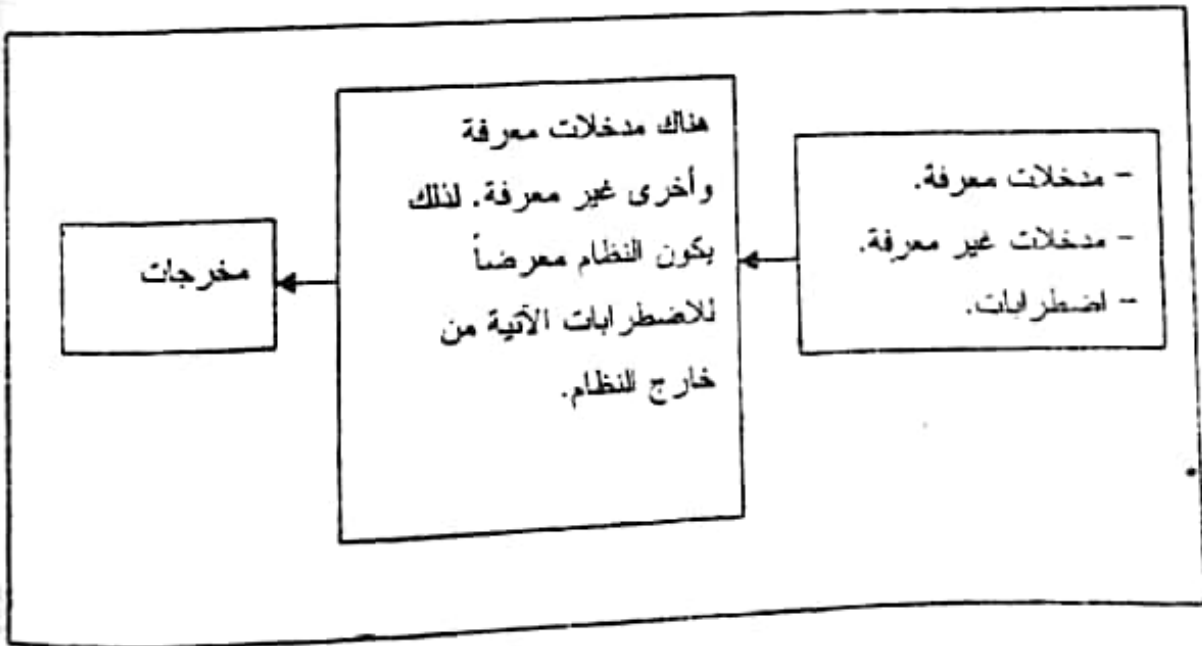 - مدخلات معرفة.
- مدخلات غير معرفة.
- اضطرابات.
هناك مدخلات معرفة
وأخرى غير معرفة. لذلك
يكون النظام معرضاً
للاضطرابات الآتية من
خارج النظام.
مخرجات